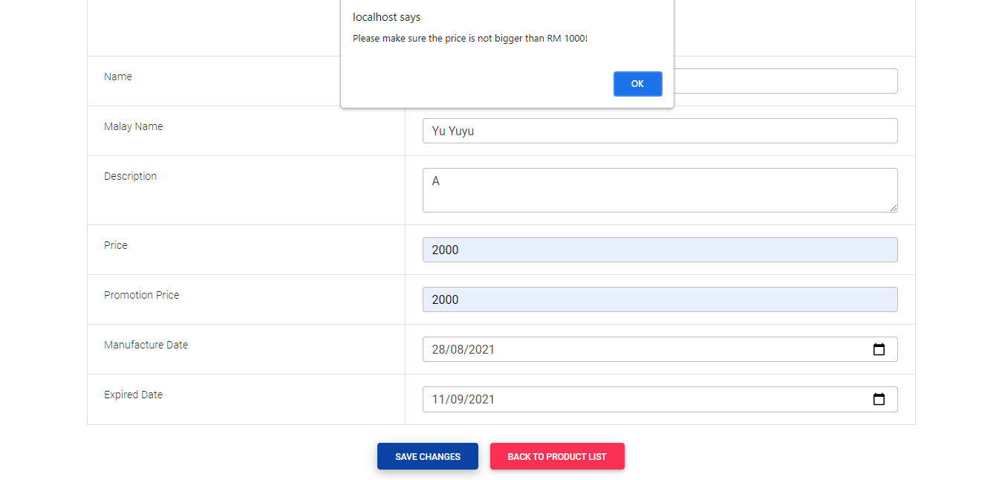 localhost says
Please make sure the price is not bigger than RM 1000!
OK
Name
Malay Name
Yu Yuyu
Description
A
Price
2000
Promotion Price
2000
Manufacture Date
28/08/2021
Expired Date
11/09/2021
SAVE CHANGES
BACK TO PRODUCT LIST